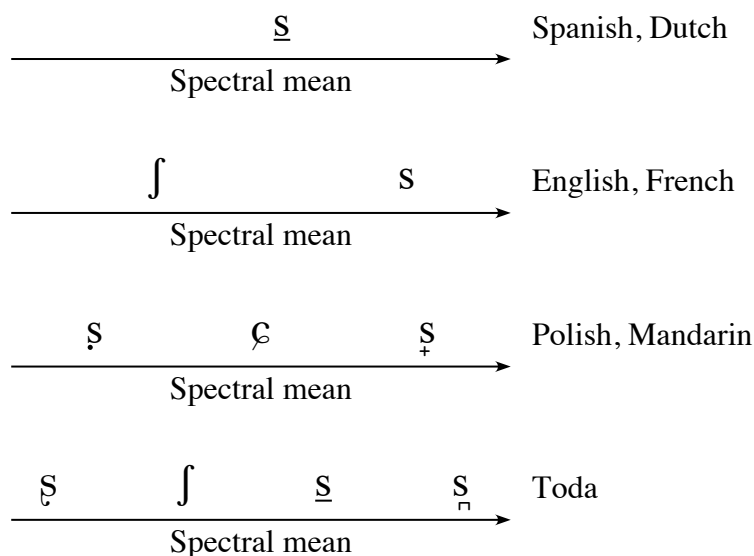 s̱ Spanish, Dutch
Spectral mean
ʃ s English, French
Spectral mean
ṣ ɕ s̟ Polish, Mandarin
Spectral mean
ʂ ʃ s̱ s̻ Toda
Spectral mean